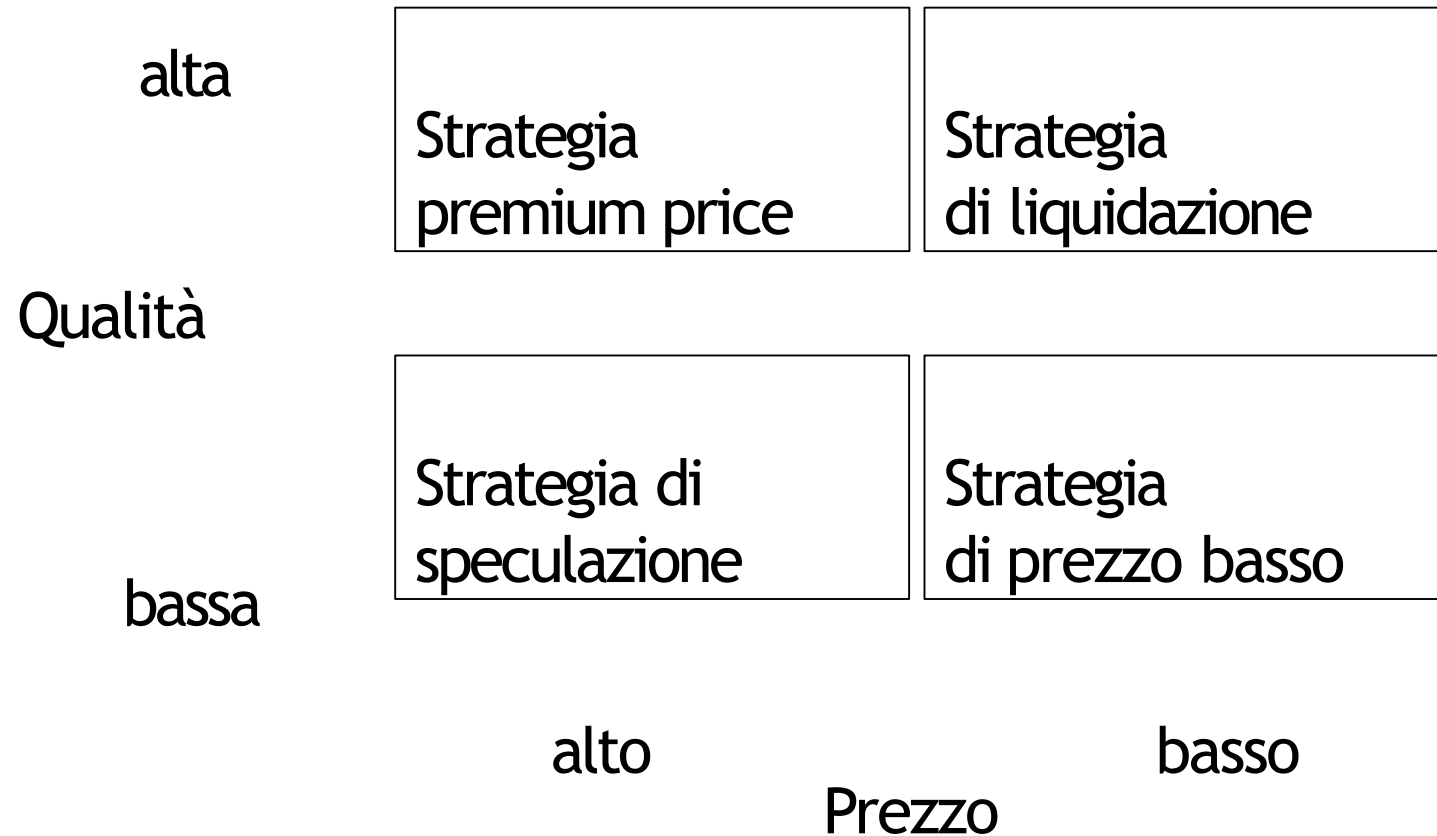 alta
Strategia
premium price
Strategia
di liquidazione
Qualità
Strategia di
speculazione
Strategia
di prezzo basso
bassa
alto
basso
Prezzo